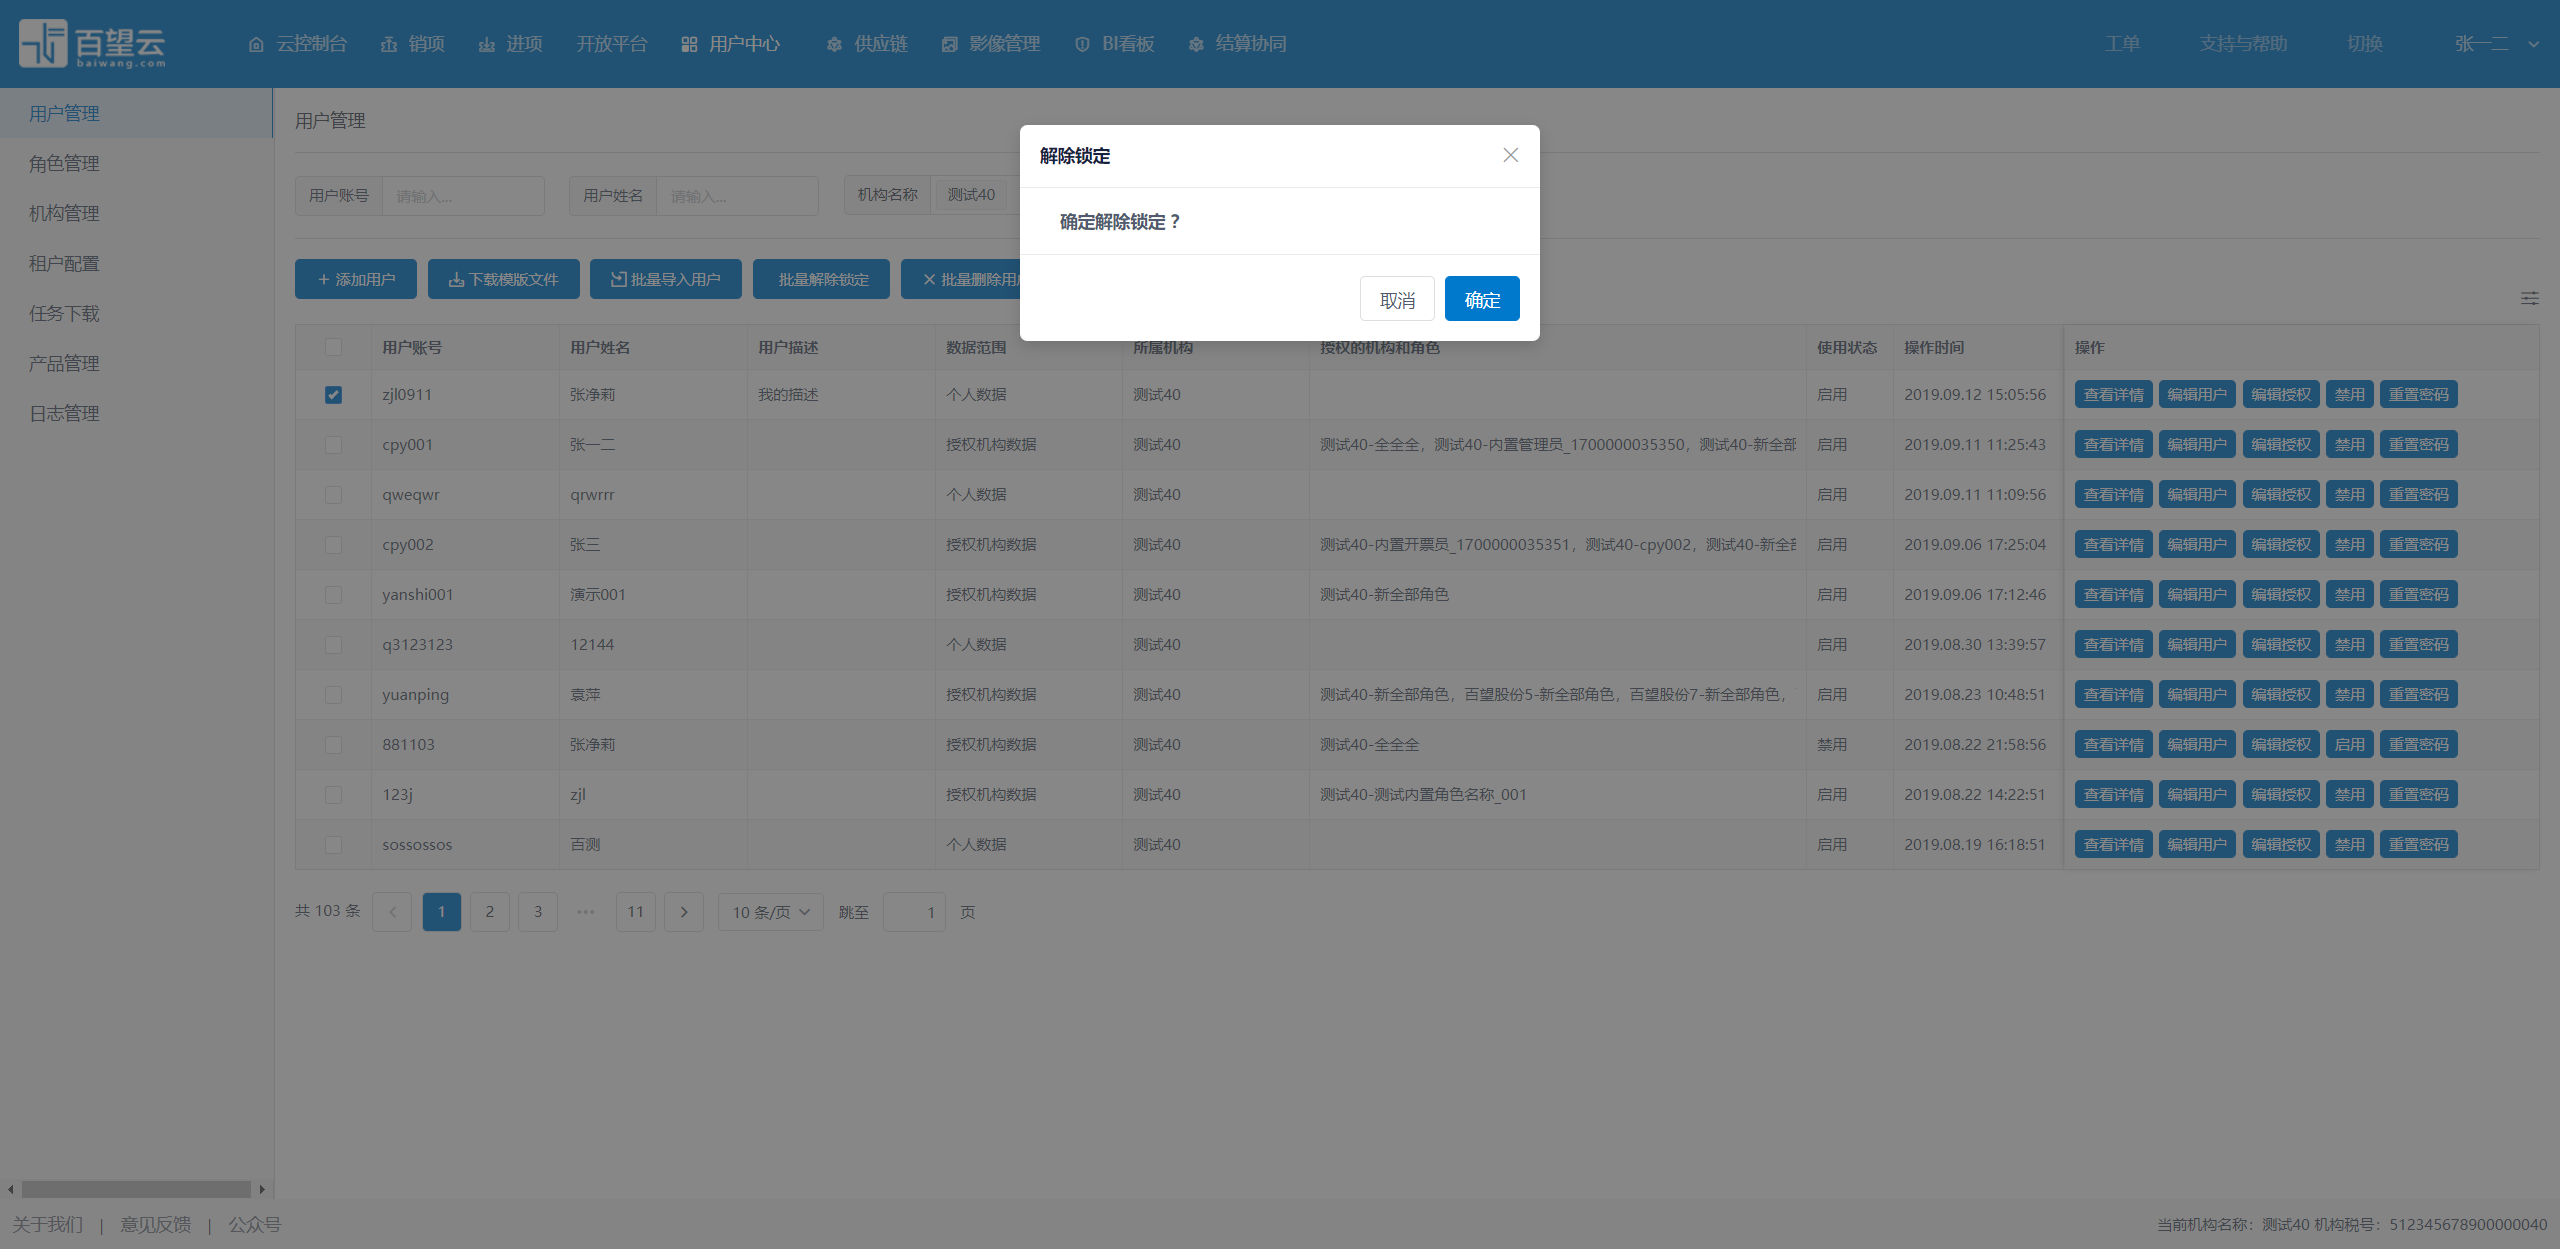 百望云
baiwang.com
云控制台 销项 进项 开放平台 用户中心 供应链 影像管理 BI看板 结算协同 工单 支持与帮助 切换 张一二
用户管理
角色管理
机构管理
租户配置
任务下载
产品管理
日志管理
用户管理
用户账号 请输入... 用户姓名 请输入... 机构名称 测试40
添加用户 下载模版文件 批量导入用户 批量解除锁定 批量删除用户
解除锁定
确定解除锁定？
取消 确定
用户账号 用户姓名 用户描述 数据范围 所属机构 授权的机构和角色 使用状态 操作时间 操作
zjl0911 张净莉 我的描述 个人数据 测试40 启用 2019.09.12 15:05:56 查看详情 编辑用户 编辑授权 禁用 重置密码
cpy001 张一二 授权机构数据 测试40 测试40-全全全，测试40-内置管理员_1700000035350，测试40-新全部 启用 2019.09.11 11:25:43 查看详情 编辑用户 编辑授权 禁用 重置密码
qweqwr qrwrrr 个人数据 测试40 启用 2019.09.11 11:09:56 查看详情 编辑用户 编辑授权 禁用 重置密码
cpy002 张三 授权机构数据 测试40 测试40-内置开票员_1700000035351，测试40-cpy002，测试40-新全 启用 2019.09.06 17:25:04 查看详情 编辑用户 编辑授权 禁用 重置密码
yanshi001 演示001 授权机构数据 测试40 测试40-新全部角色 启用 2019.09.06 17:12:46 查看详情 编辑用户 编辑授权 禁用 重置密码
q3123123 12144 个人数据 测试40 启用 2019.08.30 13:39:57 查看详情 编辑用户 编辑授权 禁用 重置密码
yuanping 袁萍 授权机构数据 测试40 测试40-新全部角色，百望股份5-新全部角色，百望股份7-新全部角色， 启用 2019.08.23 10:48:51 查看详情 编辑用户 编辑授权 禁用 重置密码
881103 张净莉 授权机构数据 测试40 测试40-全全全 禁用 2019.08.22 21:58:56 查看详情 编辑用户 编辑授权 启用 重置密码
123j zjl 授权机构数据 测试40 测试40-测试内置角色名称_001 启用 2019.08.22 14:22:51 查看详情 编辑用户 编辑授权 禁用 重置密码
sossossos 百测 个人数据 测试40 启用 2019.08.19 16:18:51 查看详情 编辑用户 编辑授权 禁用 重置密码
共 103 条 1 2 3 ••• 11 10 条/页 跳至 1 页
关于我们 | 意见反馈 | 公众号
当前机构名称：测试40 机构税号：512345678900000040